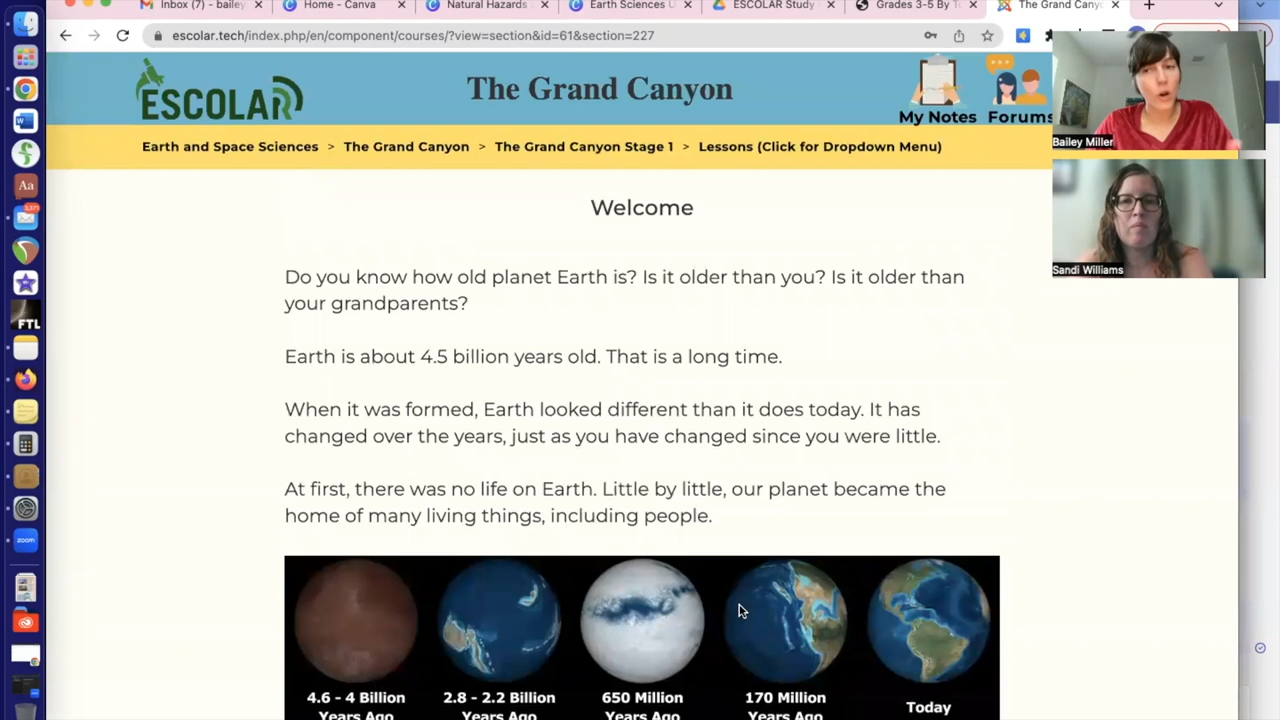 Inbox (7) - bailey
Home - Canva
Natural Hazards
Earth Sciences U
ESCOLAR Study
Grades 3-5 By To
The Grand Cany
escolar.tech/index.php/en/component/courses/?view=section&id=61&section=227
ESCOLAR
The Grand Canyon
My Notes
Forums
Earth and Space Sciences > The Grand Canyon > The Grand Canyon Stage 1 > Lessons (Click for Dropdown Menu)
Bailey Miller
Sandi Williams
Welcome
Do you know how old planet Earth is? Is it older than you? Is it older than
your grandparents?
Earth is about 4.5 billion years old. That is a long time.
When it was formed, Earth looked different than it does today. It has
changed over the years, just as you have changed since you were little.
At first, there was no life on Earth. Little by little, our planet became the
home of many living things, including people.
4.6 - 4 Billion
Years Ago
2.8 - 2.2 Billion
Years Ago
650 Million
Years Ago
170 Million
Years Ago
Today
Aa
FTL
zoom